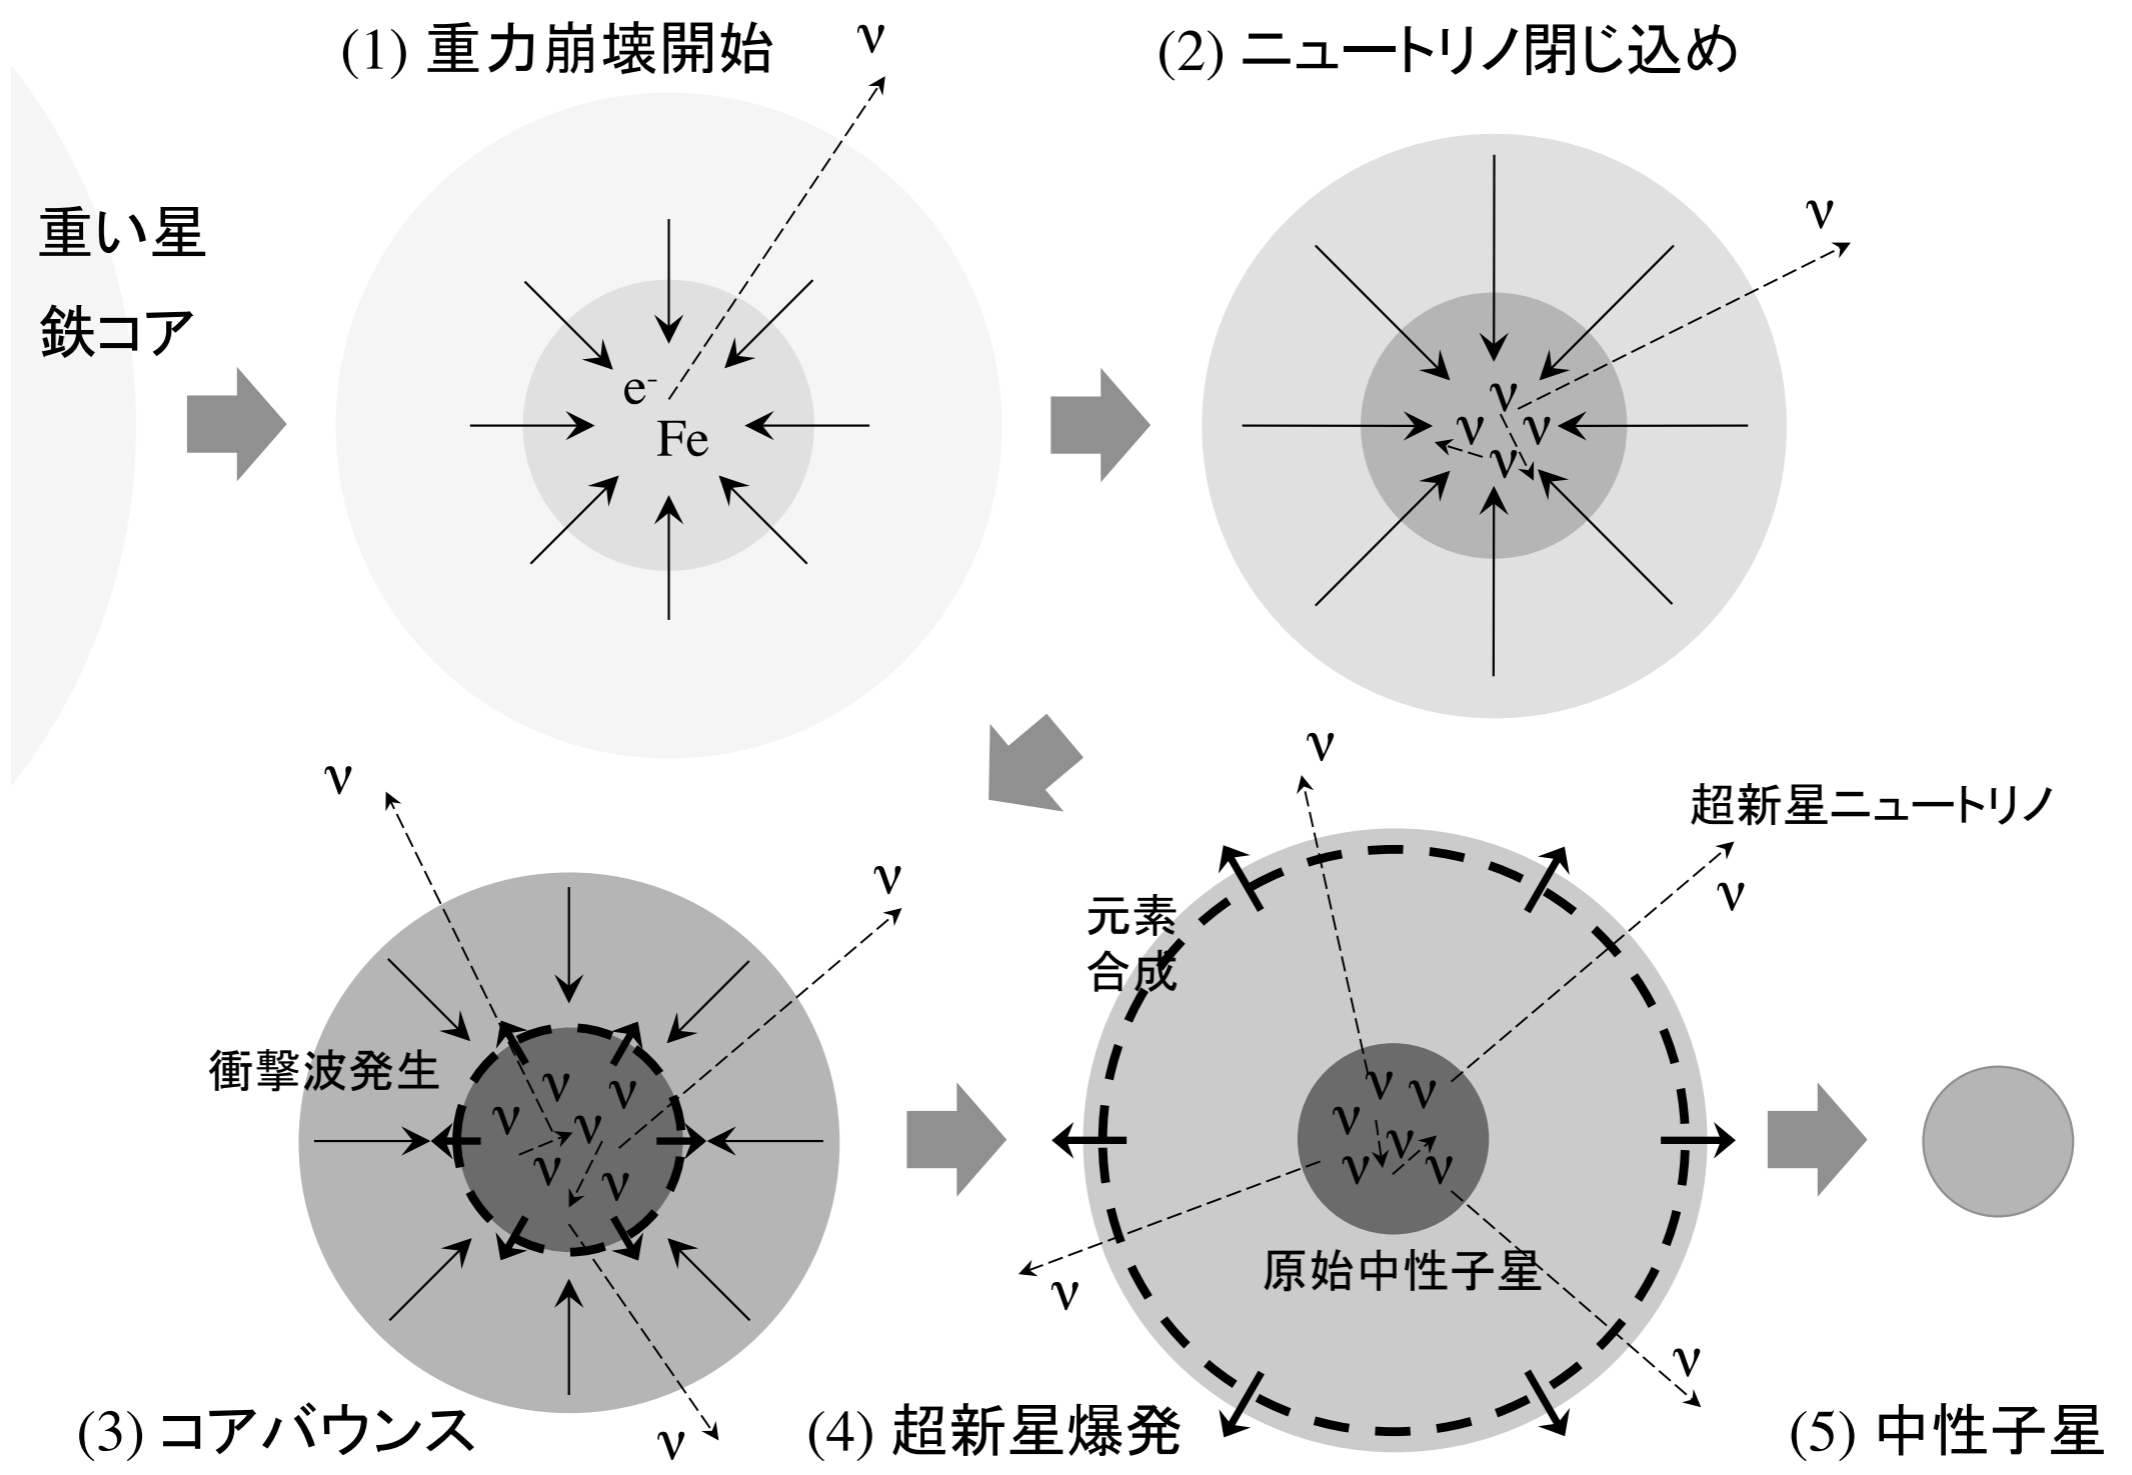 (1) 重力崩壊開始
ν
(2) ニュートリノ閉じ込め
ν
重い星
鉄コア
e⁻
Fe
ν
ν ν
ν
ν
ν
衝撃波発生
ν ν
ν ν
ν ν
ν
(3) コアバウンス
ν
超新星ニュートリノ
ν
元素
合成
ν ν
ν ν
ν ν
原始中性子星
ν
ν
(4) 超新星爆発
(5) 中性子星